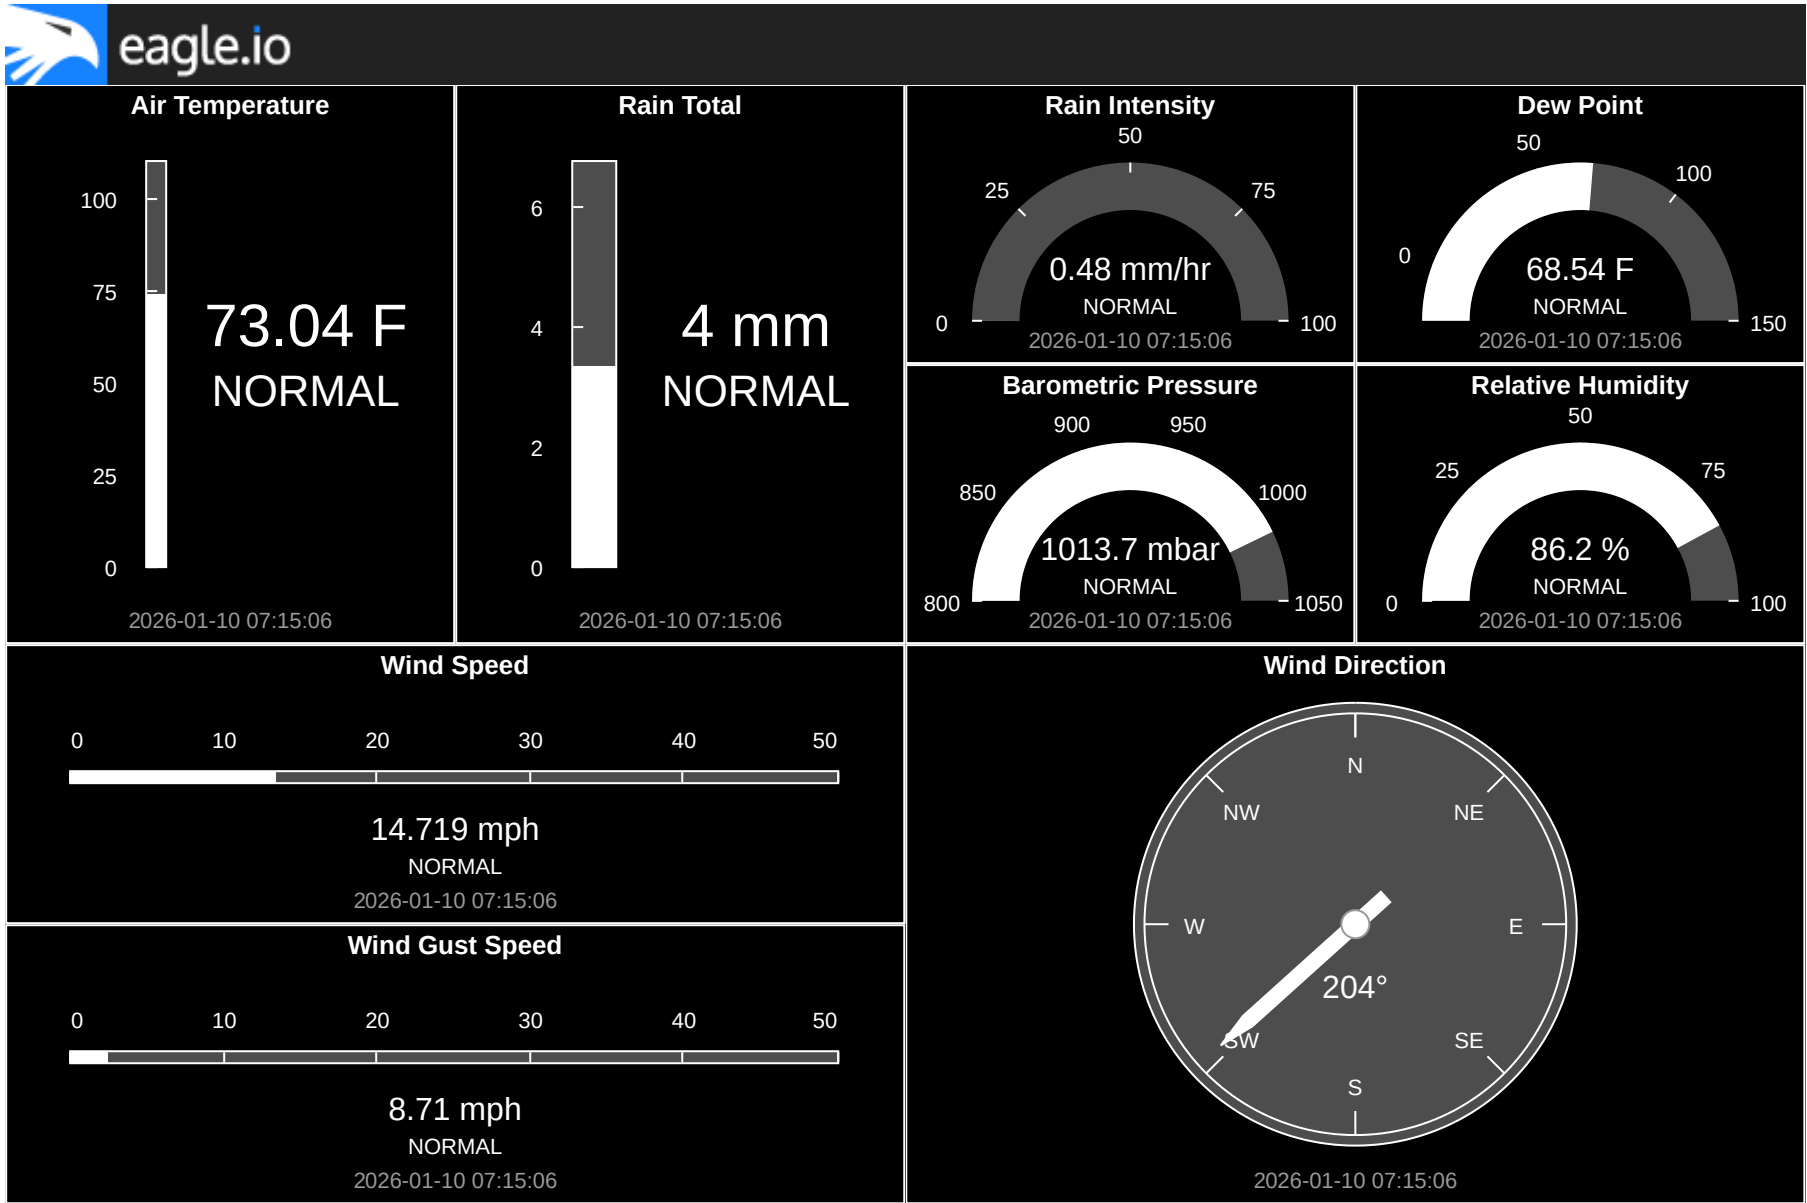 eagle.io
Air Temperature
100
75
50
25
0
73.04 F
NORMAL
2026-01-10 07:15:06
Rain Total
6
4
2
0
4 mm
NORMAL
2026-01-10 07:15:06
Rain Intensity
0
25
50
75
100
0.48 mm/hr
NORMAL
2026-01-10 07:15:06
Dew Point
0
50
100
150
68.54 F
NORMAL
2026-01-10 07:15:06
Barometric Pressure
800
850
900
950
1000
1050
1013.7 mbar
NORMAL
2026-01-10 07:15:06
Relative Humidity
0
25
50
75
100
86.2 %
NORMAL
2026-01-10 07:15:06
Wind Speed
0 10 20 30 40 50
14.719 mph
NORMAL
2026-01-10 07:15:06
Wind Gust Speed
0 10 20 30 40 50
8.71 mph
NORMAL
2026-01-10 07:15:06
Wind Direction
N
NW NE
W E
204°
SW SE
S
2026-01-10 07:15:06